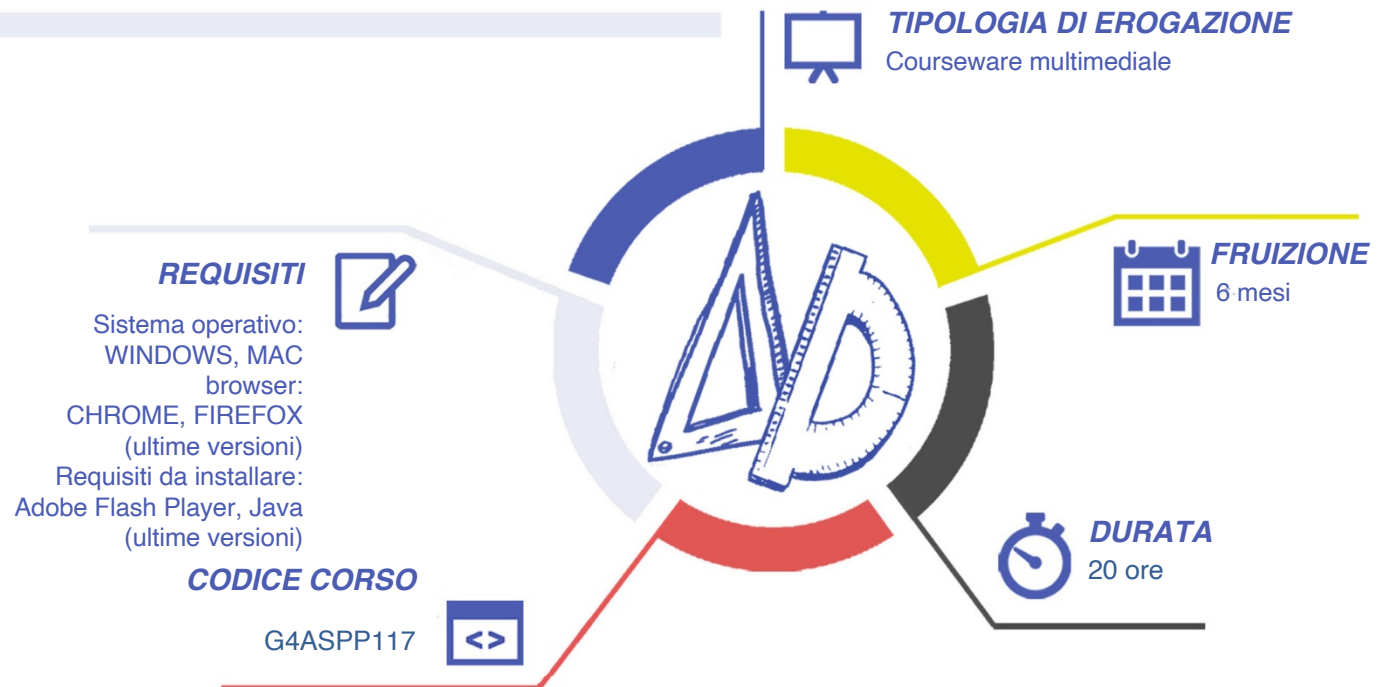 TIPOLOGIA DI EROGAZIONE
Courseware multimediale
FRUIZIONE
6 mesi
REQUISITI
Sistema operativo:
WINDOWS, MAC
browser:
CHROME, FIREFOX
(ultime versioni)
Requisiti da installare:
Adobe Flash Player, Java
(ultime versioni)
DURATA
20 ore
CODICE CORSO
G4ASPP117